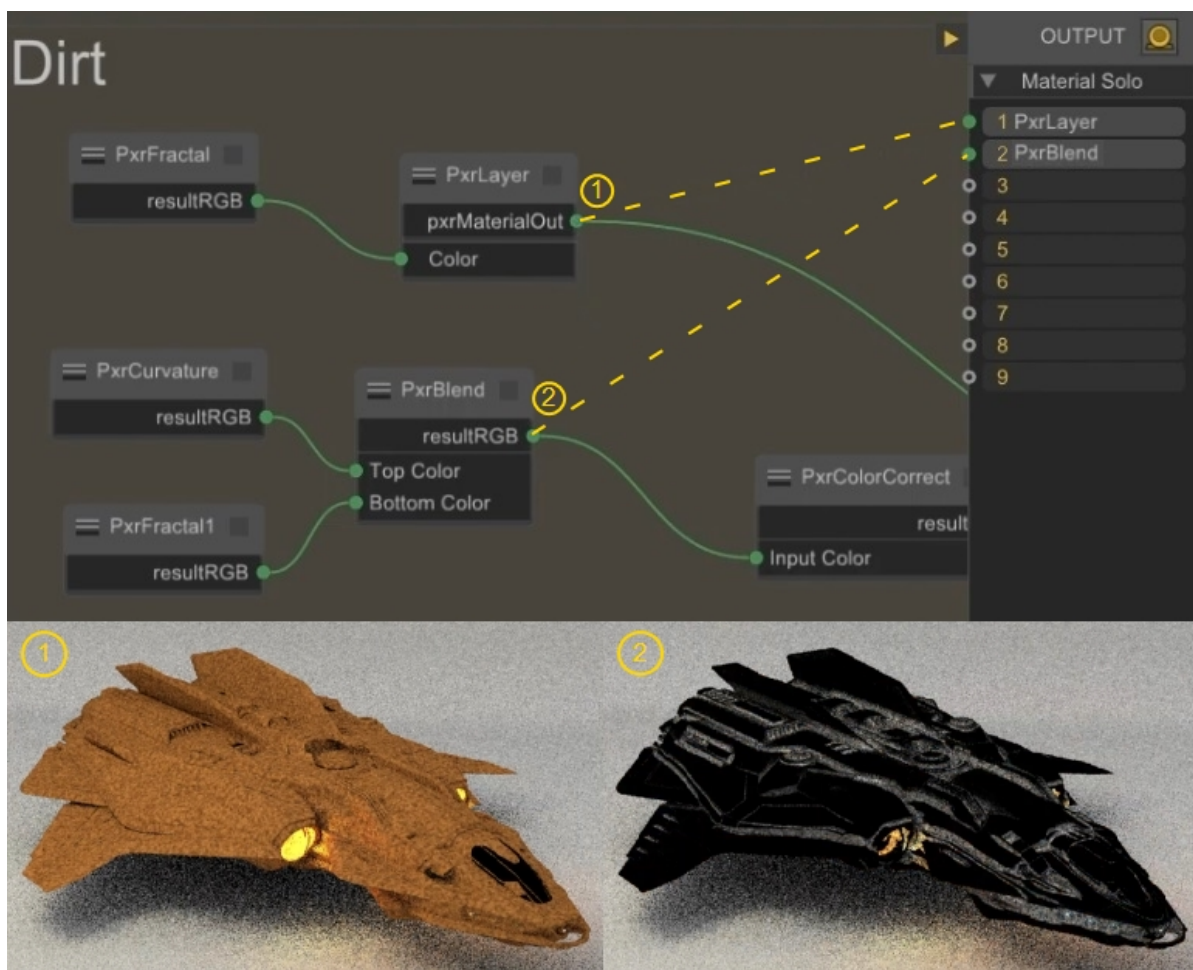 Dirt
PxrFractal
resultRGB
PxrLayer
pxrMaterialOut
Color
1
PxrCurvature
resultRGB
PxrBlend
resultRGB
Top Color
Bottom Color
2
PxrFractal1
resultRGB
PxrColorCorrect
result
Input Color
OUTPUT
Material Solo
1 PxrLayer
2 PxrBlend
3
4
5
6
7
8
9
1
2